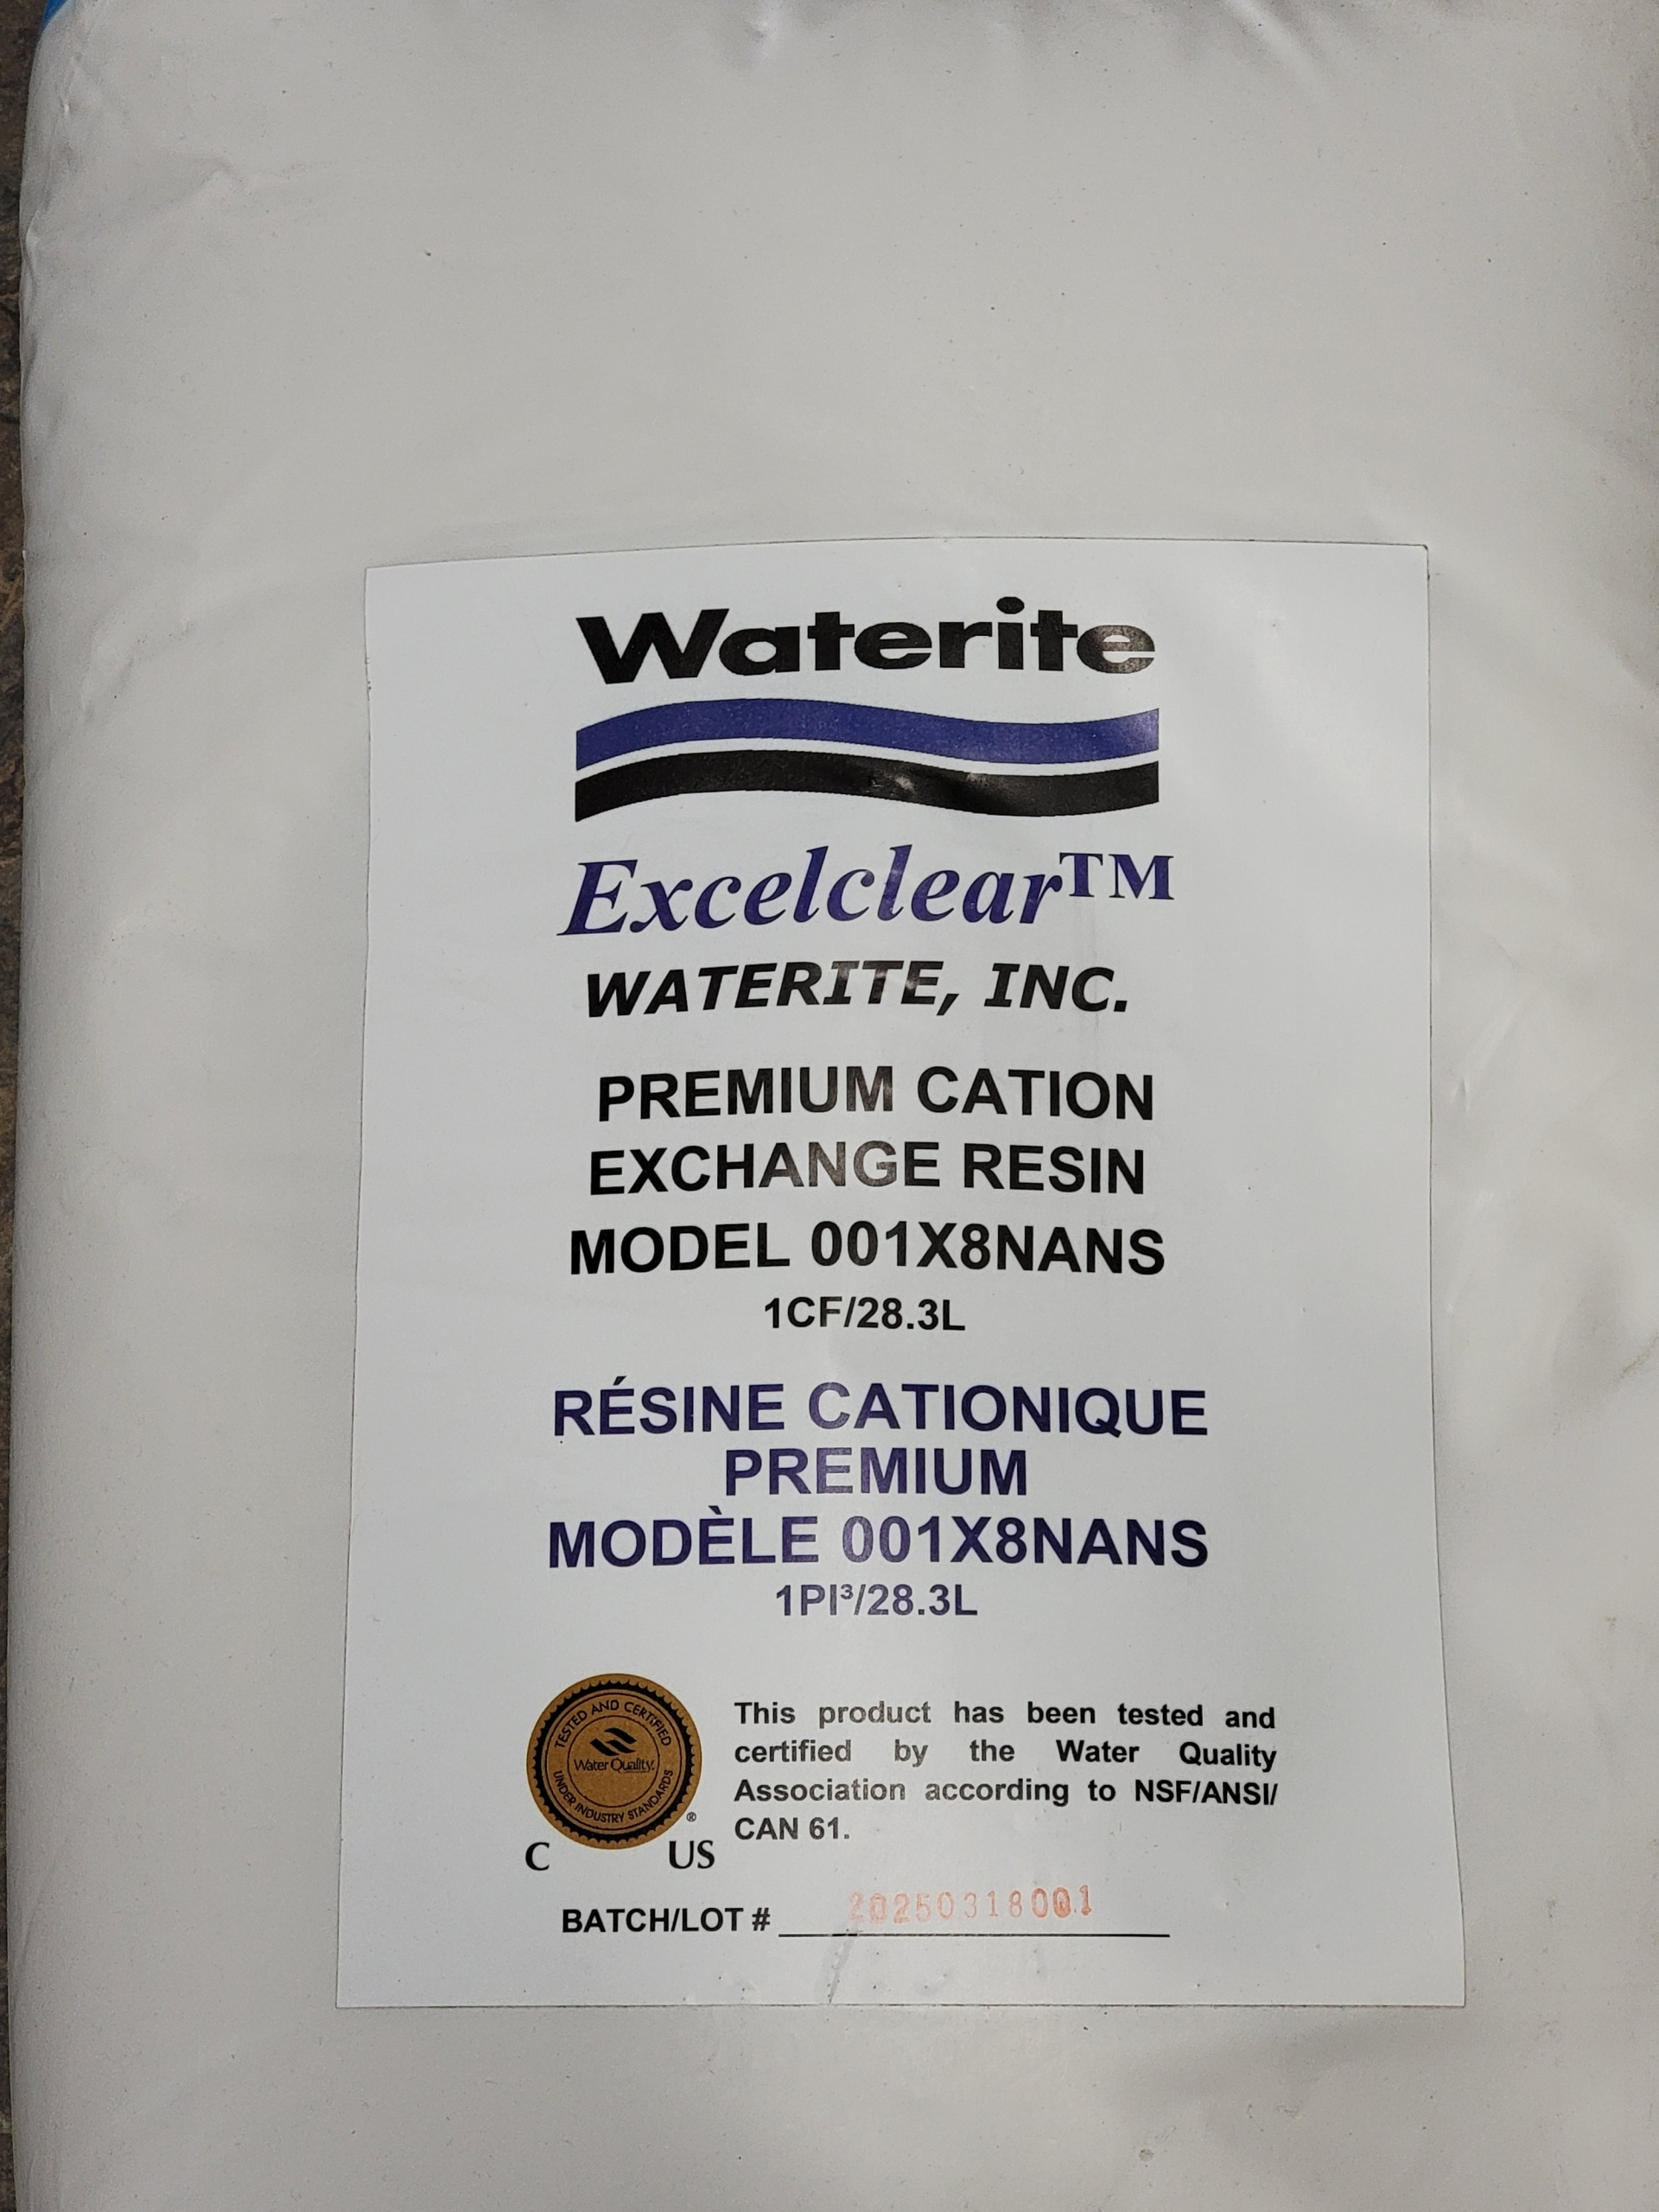 Waterite
Excelclear™
WATERITE, INC.
PREMIUM CATION
EXCHANGE RESIN
MODEL 001X8NANS
1CF/28.3L
RÉSINE CATIONIQUE
PREMIUM
MODÈLE 001X8NANS
1PI³/28.3L
TESTED AND CERTIFIED
Water Quality
UNDER INDUSTRY STANDARDS
®
C US
This product has been tested and
certified by the Water Quality
Association according to NSF/ANSI/
CAN 61.
BATCH/LOT # 20250318001